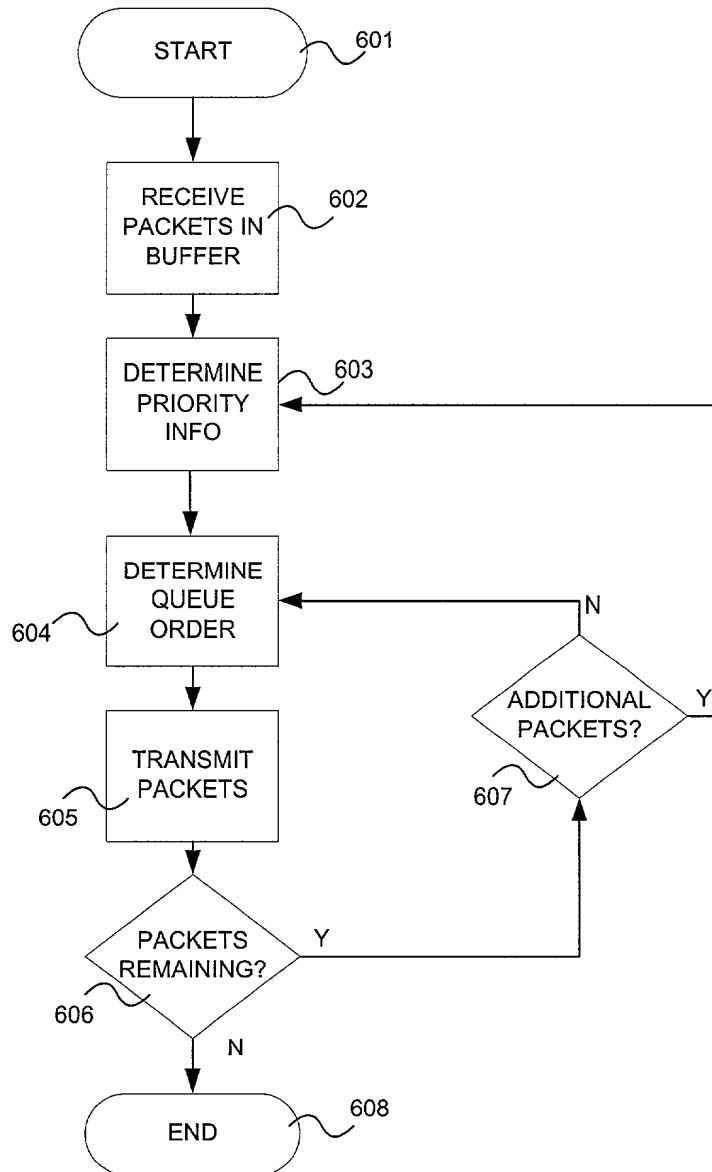 START
601
RECEIVE
PACKETS IN
BUFFER
602
DETERMINE
PRIORITY
INFO
603
DETERMINE
QUEUE
ORDER
604
N
ADDITIONAL
PACKETS?
Y
607
TRANSMIT
PACKETS
605
PACKETS
REMAINING?
Y
606
N
END
608